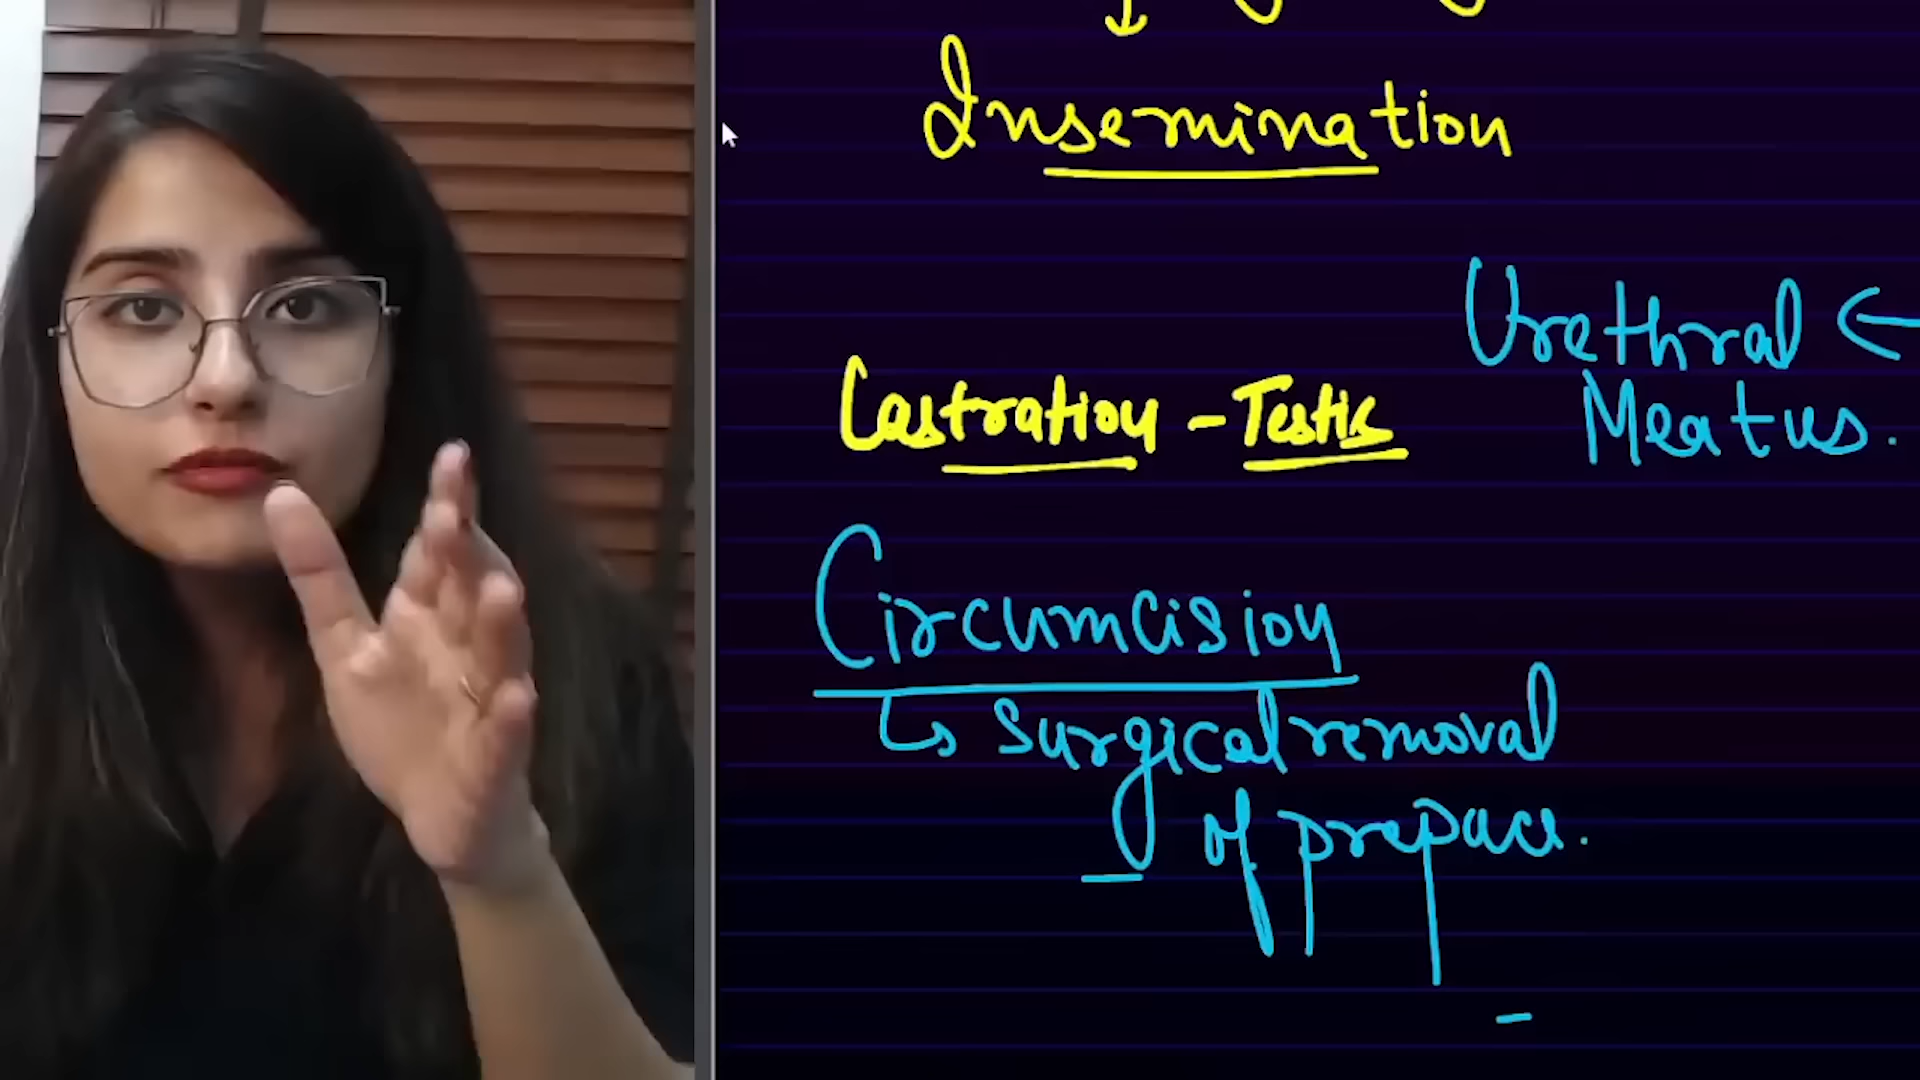 Insemination
Urethral
Meatus.
Castration - Testis
Circumcision
surgical removal
of prepuce.